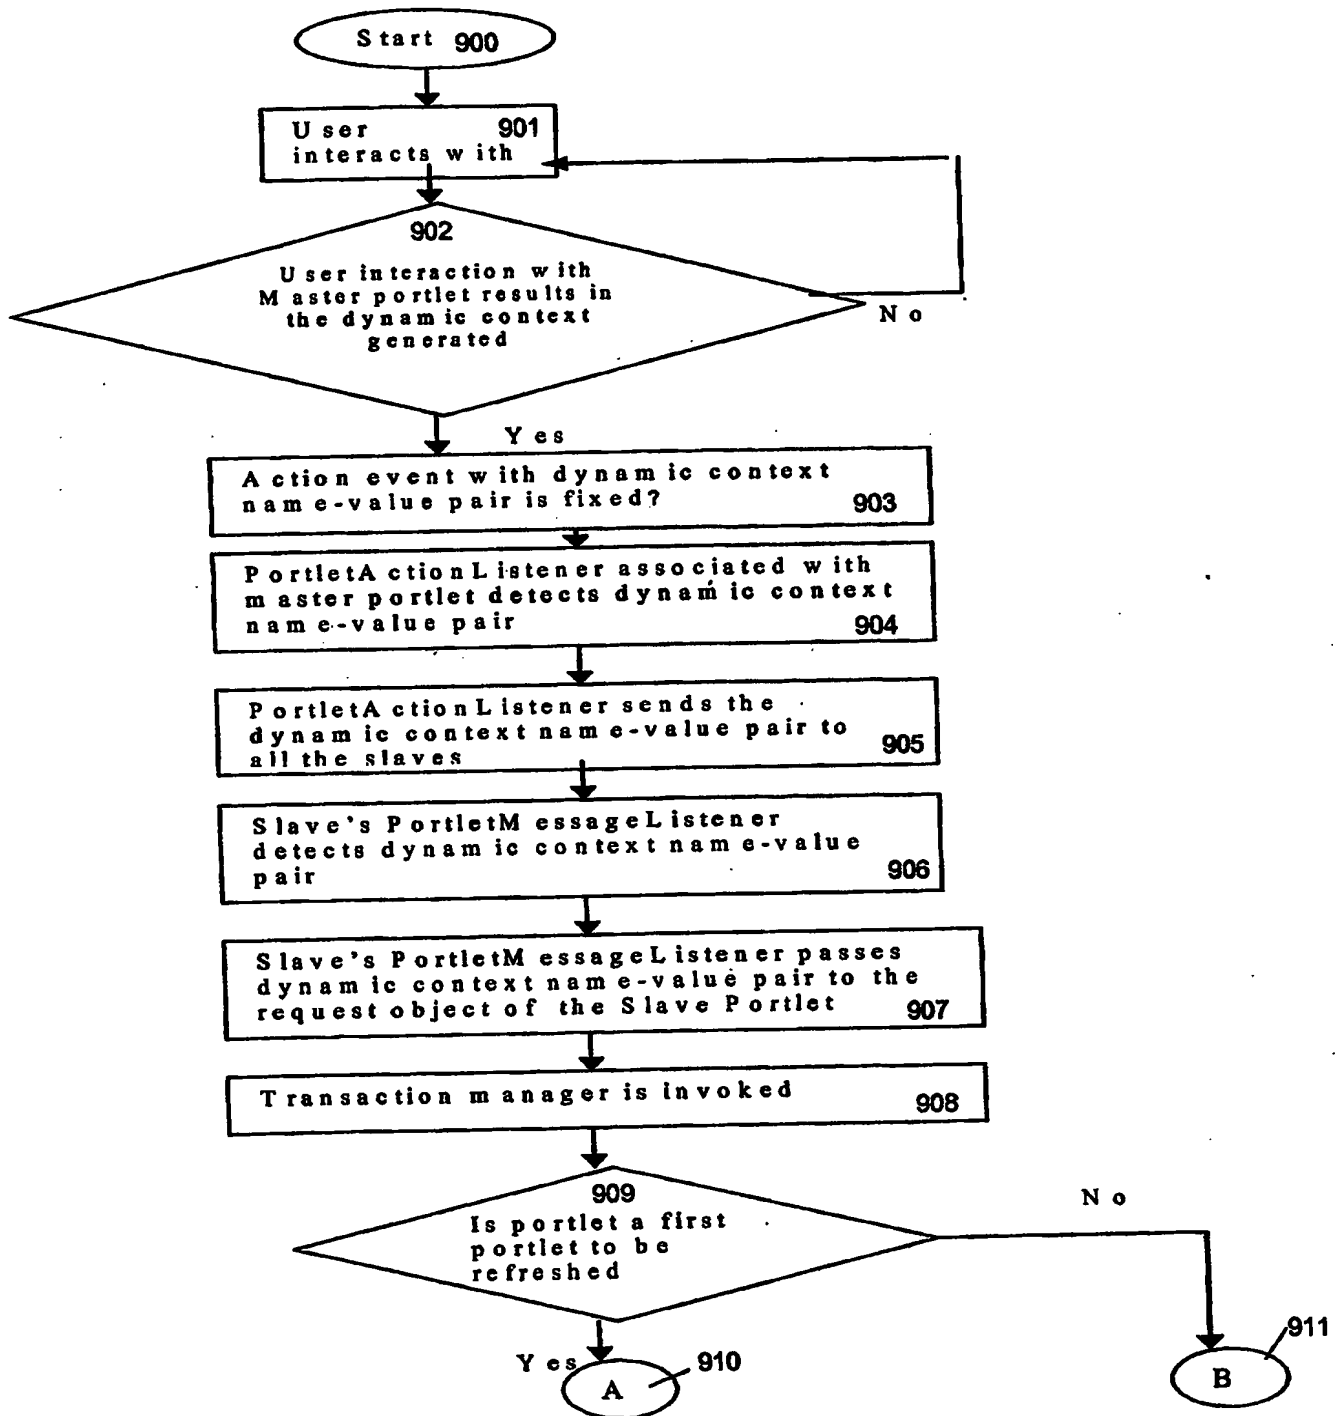 Start 900
User 901
interacts with
902
User interaction with
Master portlet results in
the dynamic context
generated
No
Yes
Action event with dynamic context
name-value pair is fixed?
903
PortletActionListener associated with
master portlet detects dynamic context
name-value pair
904
PortletActionListener sends the
dynamic context name-value pair to
all the slaves
905
Slave's PortletMessageListener
detects dynamic context name-value
pair
906
Slave's PortletMessageListener passes
dynamic context name-value pair to the
request object of the Slave Portlet
907
Transaction manager is invoked
908
909
Is portlet a first
portlet to be
refreshed
No
Yes
A
910
B
911